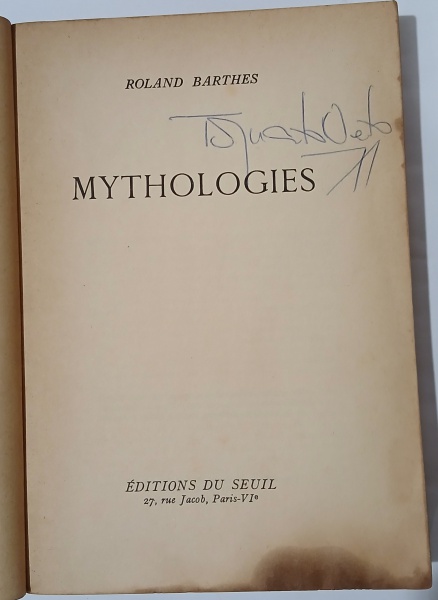 ROLAND BARTHES
MYTHOLOGIES
ÉDITIONS DU SEUIL
27, rue Jacob, Paris-VIe